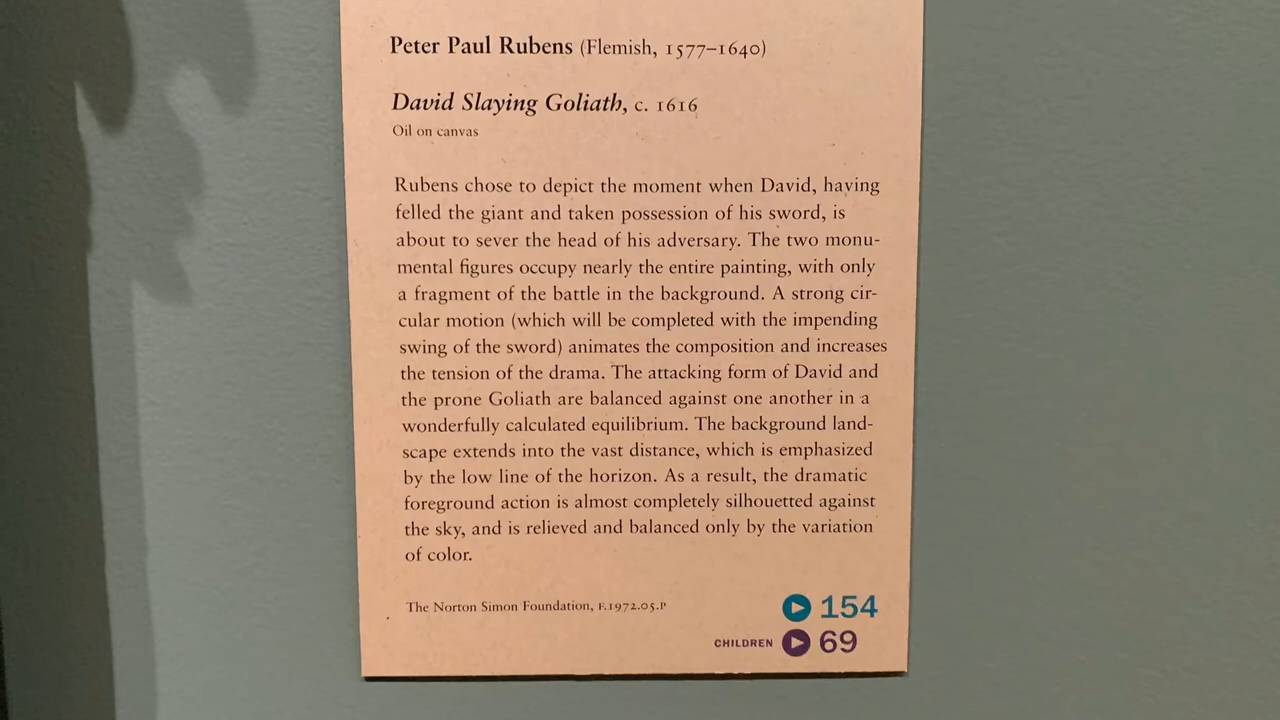 Peter Paul Rubens (Flemish, 1577–1640)
David Slaying Goliath, c. 1616
Oil on canvas
Rubens chose to depict the moment when David, having
felled the giant and taken possession of his sword, is
about to sever the head of his adversary. The two monu-
mental figures occupy nearly the entire painting, with only
a fragment of the battle in the background. A strong cir-
cular motion (which will be completed with the impending
swing of the sword) animates the composition and increases
the tension of the drama. The attacking form of David and
the prone Goliath are balanced against one another in a
wonderfully calculated equilibrium. The background land-
scape extends into the vast distance, which is emphasized
by the low line of the horizon. As a result, the dramatic
foreground action is almost completely silhouetted against
the sky, and is relieved and balanced only by the variation
of color.
The Norton Simon Foundation, F.1972.05.P
154
CHILDREN 69